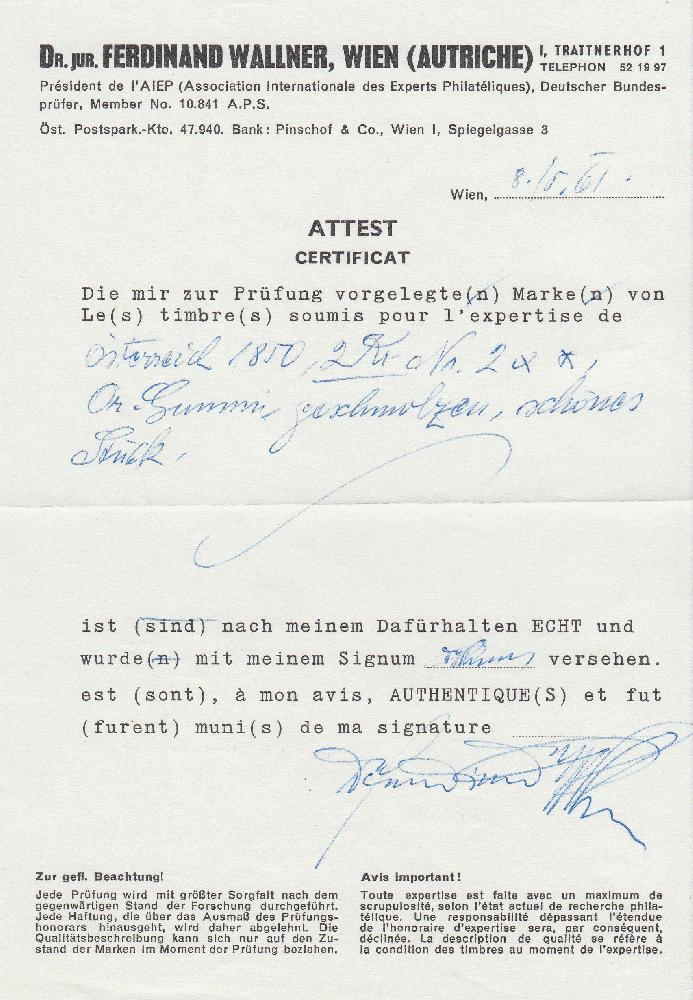 DR. JUR. FERDINAND WALLNER, WIEN (AUTRICHE) I, TRATTNERHOF 1
TELEPHON 52 19 97
Président de l'AIEP (Association Internationale des Experts Philatéliques), Deutscher Bundes-
prüfer, Member No. 10.841 A.P.S.
Öst. Postspark.-Kto. 47.940. Bank: Pinschof & Co., Wien I, Spiegelgasse 3
Wien, 8./5. 61.
ATTEST
CERTIFICAT
Die mir zur Prüfung vorgelegte(n) Marke(n) von
Le(s) timbre(s) soumis pour l'expertise de
Österreich 1850, 2 Kr Nr. 2 x x,
Or. Gummi, geschmolzen, schönes
Stück.
ist (sind) nach meinem Dafürhalten ECHT und
wurde(n) mit meinem Signum versehen.
est (sont), à mon avis, AUTHENTIQUE(S) et fut
(furent) muni(s) de ma signature
Zur gefl. Beachtung!
Jede Prüfung wird mit größter Sorgfalt nach dem
gegenwärtigen Stand der Forschung durchgeführt.
Jede Haftung, die über das Ausmaß des Prüfungs-
honorars hinausgeht, wird daher abgelehnt. Die
Qualitätsbeschreibung kann sich nur auf den Zu-
stand der Marken im Moment der Prüfung beziehen.
Avis important!
Toute expertise est faite avec un maximum de
scrupulosité, selon l'état actuel de recherche phila-
télique. Une responsabilité dépassant l'étendue
de l'honoraire d'expertise sera, par conséquent,
déclinée. La description de qualité se réfère à
la condition des timbres au moment de l'expertise.